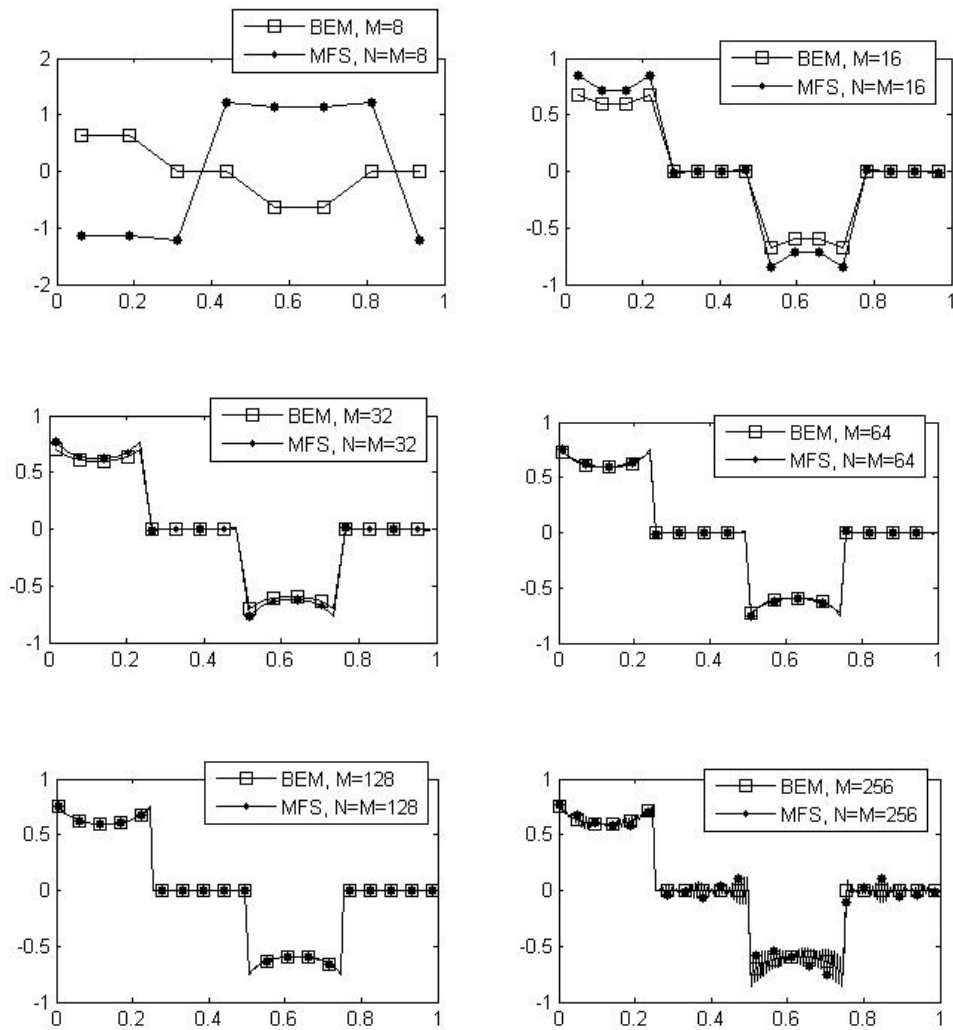 BEM, M=8
MFS, N=M=8
2
1
0
-1
-2
0 0.2 0.4 0.6 0.8 1
BEM, M=16
MFS, N=M=16
1
0.5
0
-0.5
-1
0 0.2 0.4 0.6 0.8 1
BEM, M=32
MFS, N=M=32
1
0.5
0
-0.5
-1
0 0.2 0.4 0.6 0.8 1
BEM, M=64
MFS, N=M=64
1
0.5
0
-0.5
-1
0 0.2 0.4 0.6 0.8 1
BEM, M=128
MFS, N=M=128
1
0.5
0
-0.5
-1
0 0.2 0.4 0.6 0.8 1
BEM, M=256
MFS, N=M=256
1
0.5
0
-0.5
-1
0 0.2 0.4 0.6 0.8 1